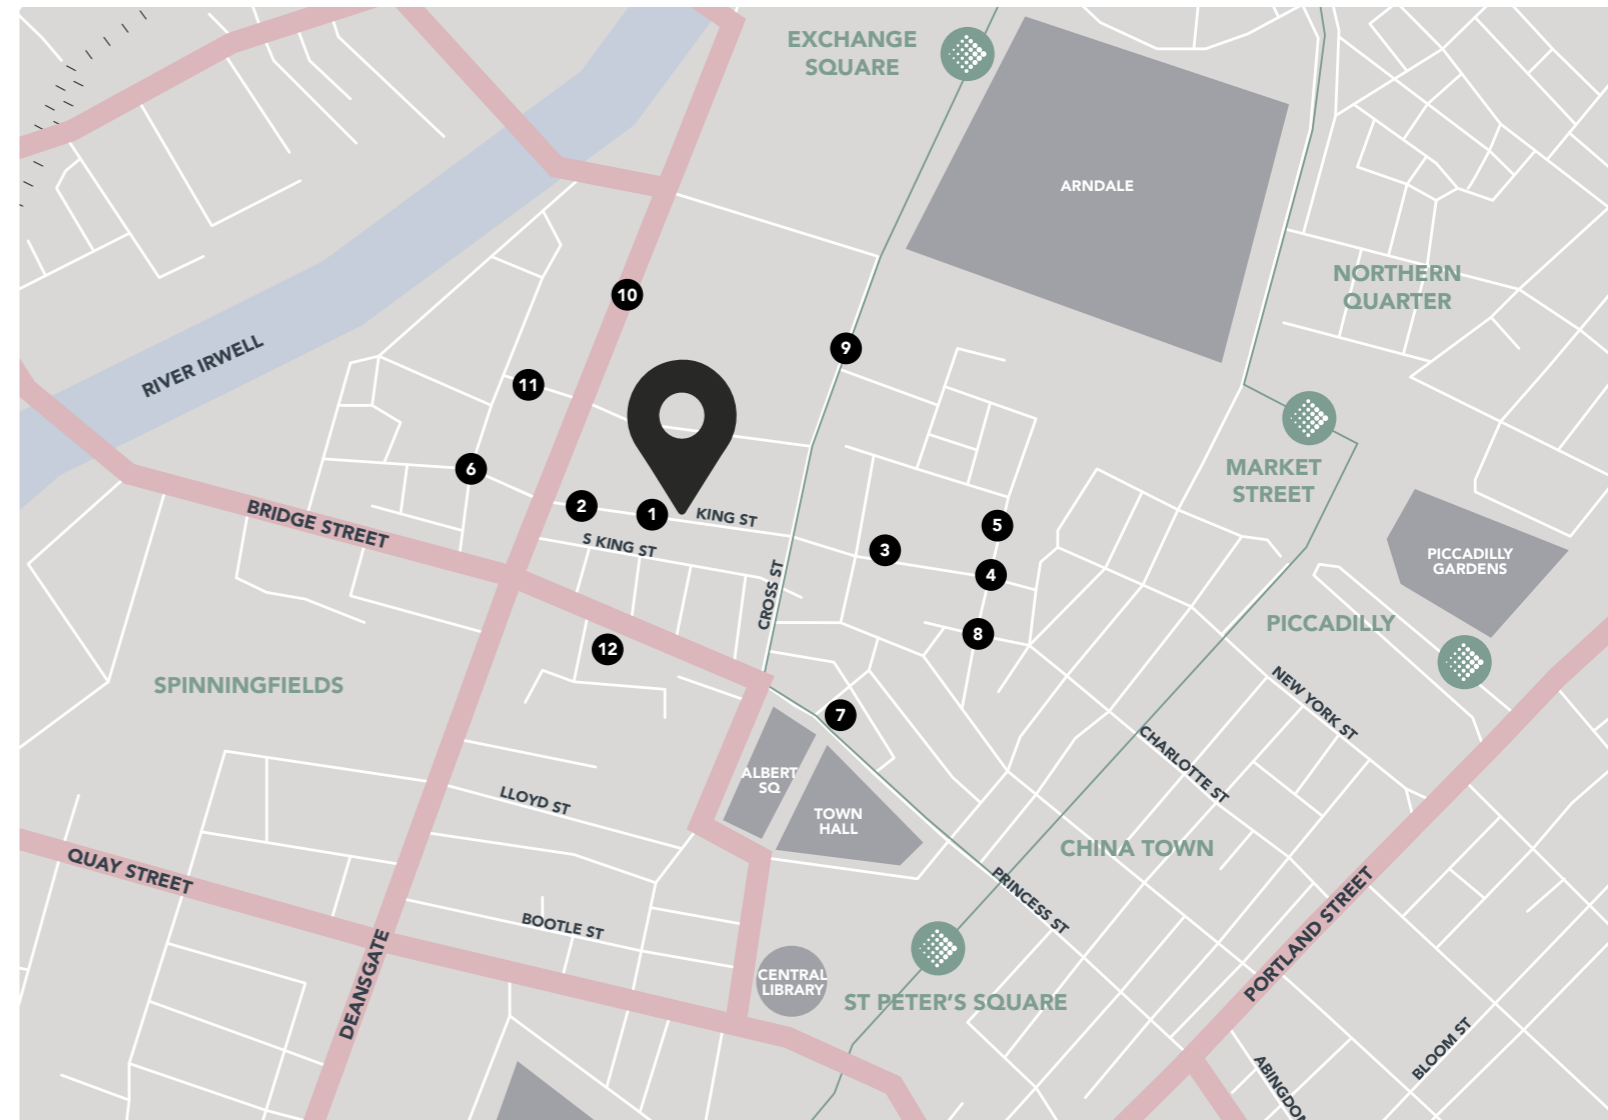 EXCHANGE
SQUARE
ARNDALE
NORTHERN
QUARTER
10
9
RIVER IRWELL
11
MARKET
STREET
6
2
1
KING ST
BRIDGE STREET
S KING ST
5
3
4
PICCADILLY
GARDENS
CROSS ST
8
PICCADILLY
12
SPINNINGFIELDS
NEW YORK ST
7
CHARLOTTE ST
ALBERT
SQ
LLOYD ST
TOWN
HALL
CHINA TOWN
QUAY STREET
PRINCESS ST
BOOTLE ST
PORTLAND STREET
DEANSGATE
CENTRAL
LIBRARY
ST PETER'S SQUARE
BLOOM ST
ABINGDON